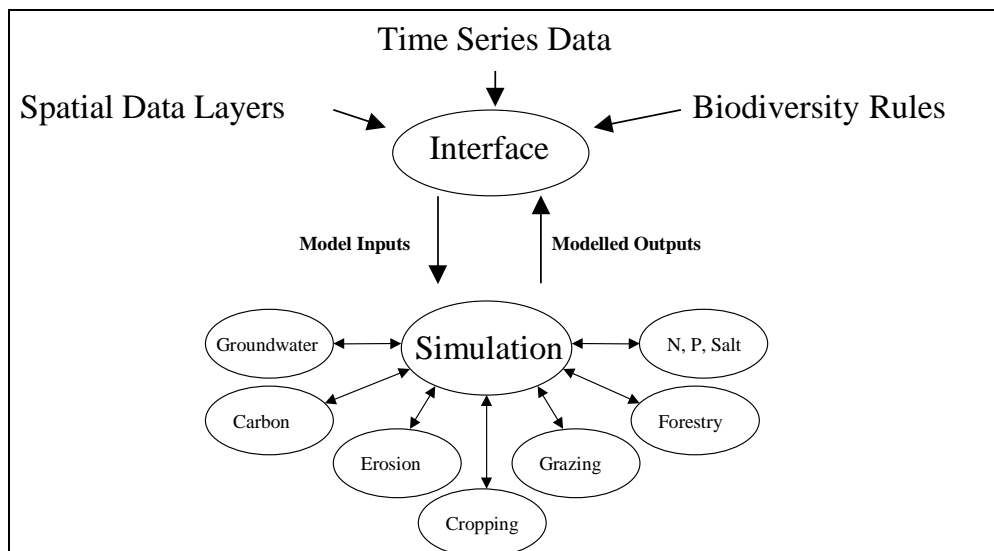 Time Series Data
Spatial Data Layers
Biodiversity Rules
Interface
Model Inputs
Modelled Outputs
Simulation
Groundwater
N, P, Salt
Carbon
Forestry
Erosion
Grazing
Cropping